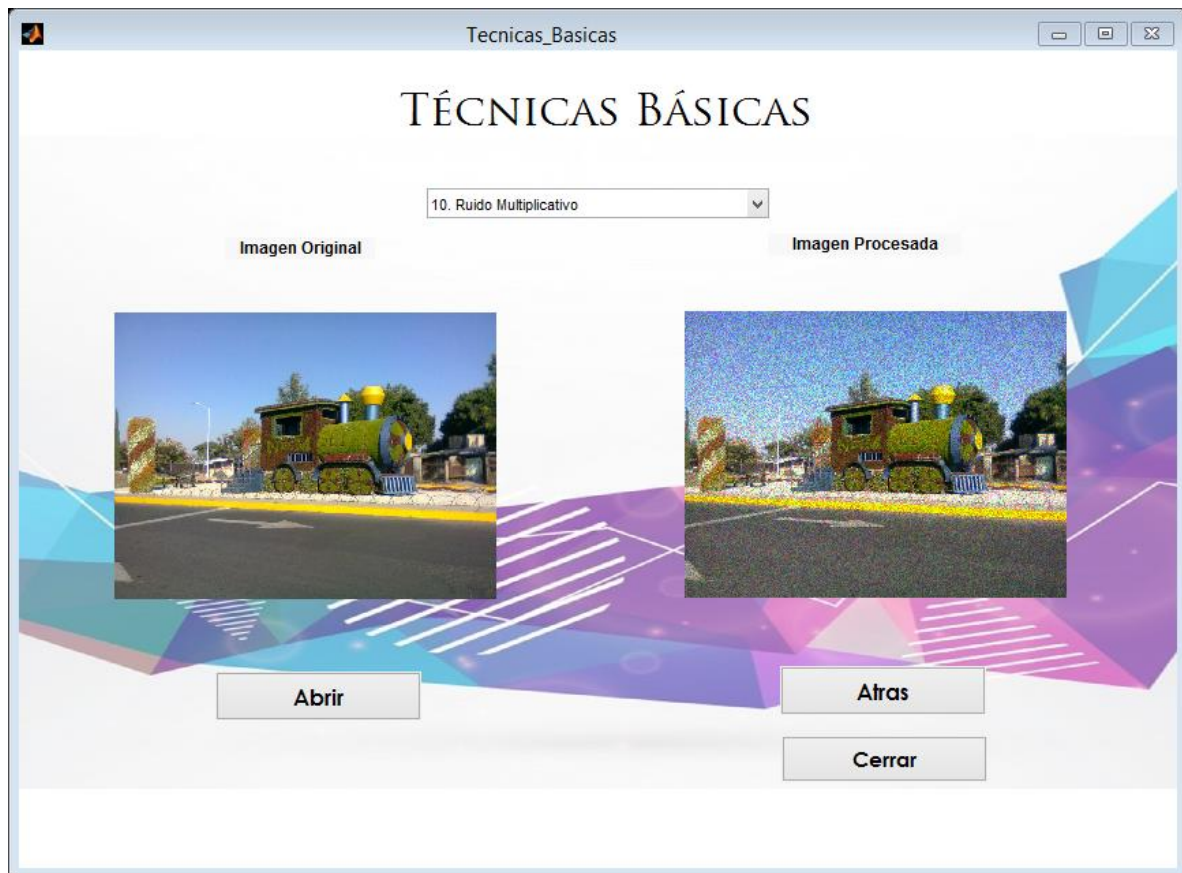 Tecnicas_Basicas
TÉCNICAS BÁSICAS
10. Ruido Multiplicativo
Imagen Original
Imagen Procesada
Abrir
Atras
Cerrar